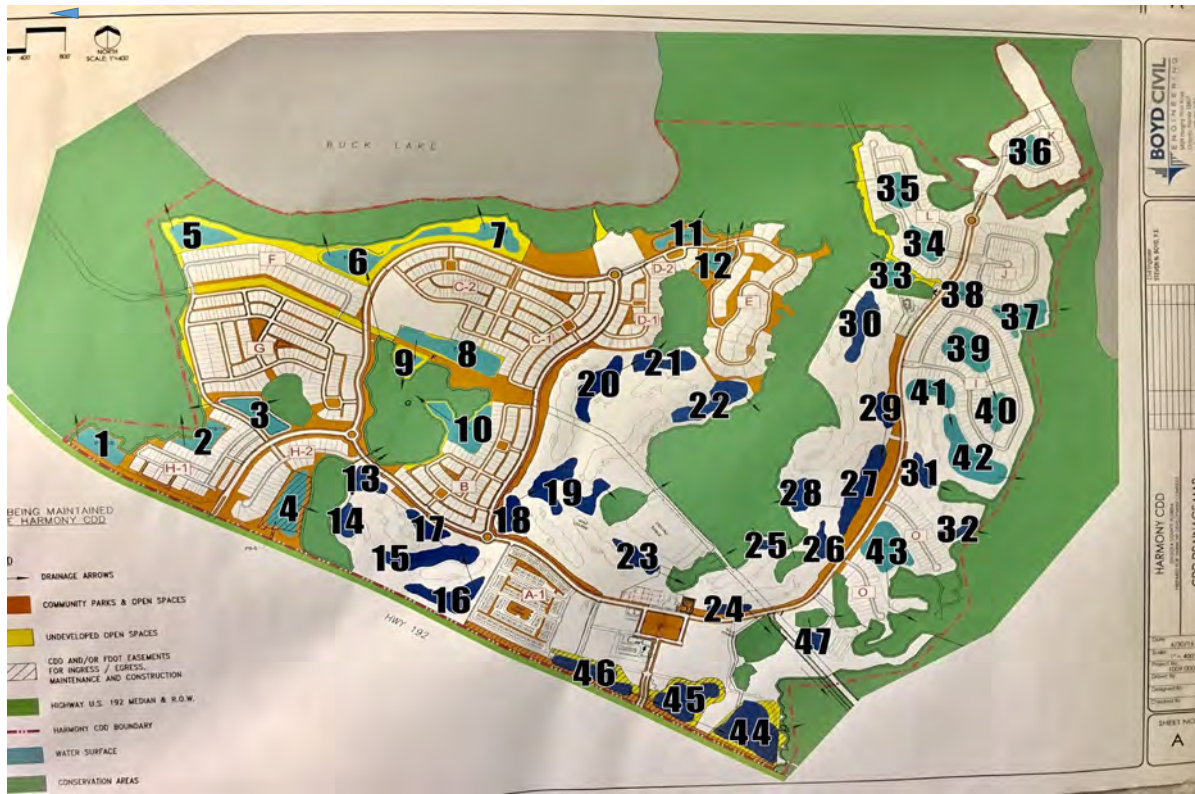 0 400' 800'
NORTH
SCALE: 1"=400'
BUCK LAKE
BOYD CIVIL
ENGINEERING
36
K
35
L
34
5
7
6
11
12
D-2
F
C-2
E
33
J
38
37
30
D-1
C-1
8
9
G
39
21
20
22
I
41
40
29
3
10
42
2
1
H-1
H-2
13
B
19
27
31
28
4
14
17
18
15
23
25
26
43
O
32
16
A-1
HWY 192
24
O
47
46
45
44
BEING MAINTAINED
HARMONY CDD
DRAINAGE ARROWS
COMMUNITY PARKS & OPEN SPACES
UNDEVELOPED OPEN SPACES
CDD AND/OR FDOT EASEMENTS
FOR INGRESS / EGRESS,
MAINTENANCE AND CONSTRUCTION
HIGHWAY U.S. 192 MEDIAN & R.O.W.
HARMONY CDD BOUNDARY
WATER SURFACE
CONSERVATION AREAS
STEVEN N. BOYD, P.E.
HARMONY CDD
SHEET NO
A